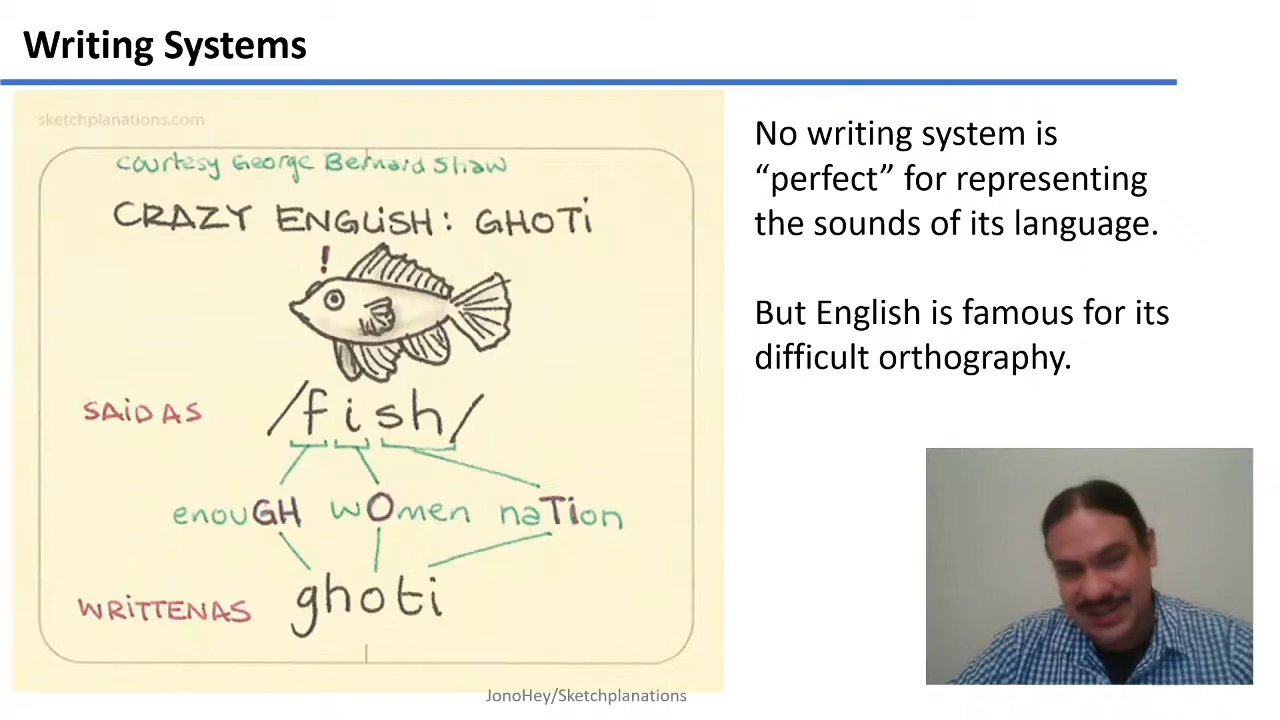 Writing Systems
sketchplanations.com
courtesy George Bernard Shaw
CRAZY ENGLISH: GHOTi
!
SAID AS
/fish/
enouGH wOmen naTion
WRITTEN AS
ghoti
JonoHey/Sketchplanations
No writing system is
“perfect” for representing
the sounds of its language.
But English is famous for its
difficult orthography.